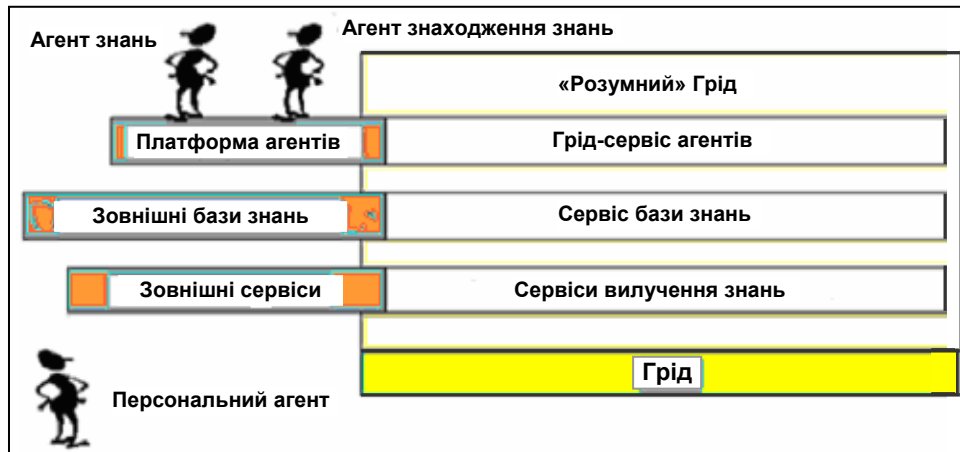 Агент знань
Агент знаходження знань
«Розумний» Грід
Платформа агентів
Грід-сервіс агентів
Зовнішні бази знань
Сервіс бази знань
Зовнішні сервіси
Сервіси вилучення знань
Грід
Персональний агент